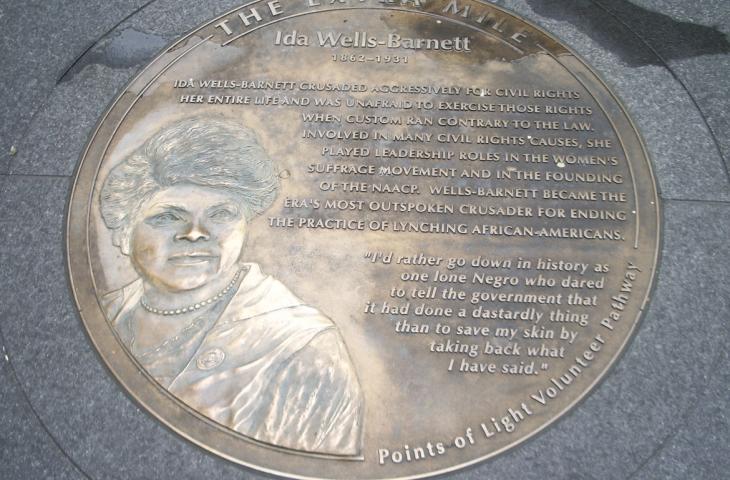 THE EXTRA MILE
Ida Wells-Barnett
1862–1931
IDA WELLS-BARNETT CRUSADED AGGRESSIVELY FOR CIVIL RIGHTS
HER ENTIRE LIFE AND WAS UNAFRAID TO EXERCISE THOSE RIGHTS
WHEN CUSTOM RAN CONTRARY TO THE LAW.
INVOLVED IN MANY CIVIL RIGHTS CAUSES, SHE
PLAYED LEADERSHIP ROLES IN THE WOMEN'S
SUFFRAGE MOVEMENT AND IN THE FOUNDING
OF THE NAACP. WELLS-BARNETT BECAME THE
ERA'S MOST OUTSPOKEN CRUSADER FOR ENDING
THE PRACTICE OF LYNCHING AFRICAN-AMERICANS.
"I'd rather go down in history as
one lone Negro who dared
to tell the government that
it had done a dastardly thing
than to save my skin by
taking back what
I have said."
Points of Light Volunteer Pathway